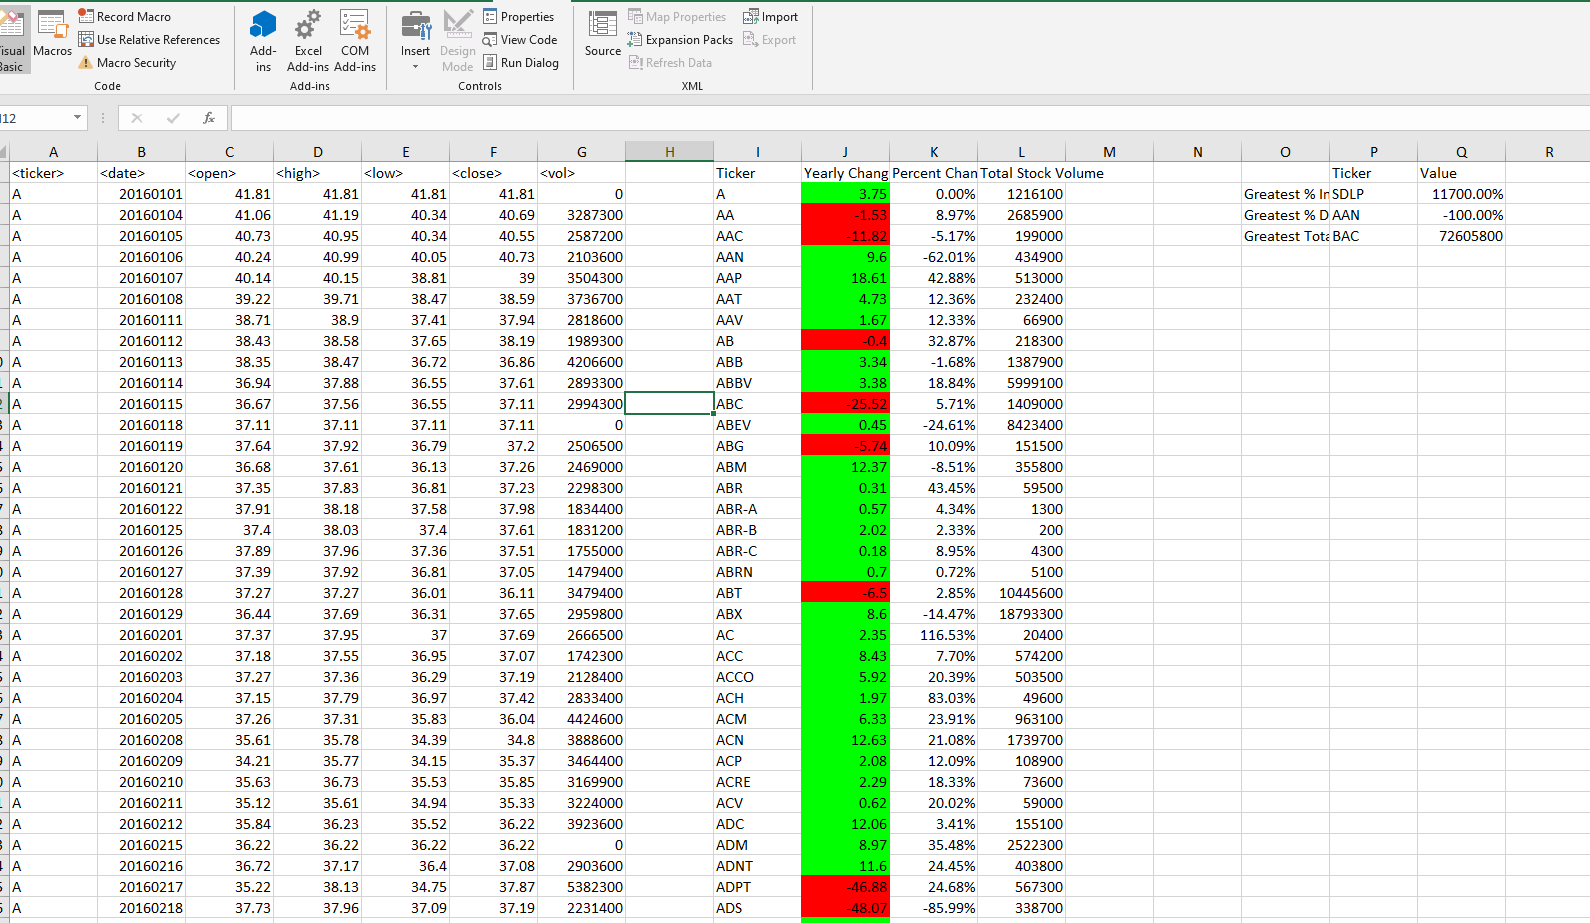 Record Macro
Use Relative References
Macro Security
Macros
Code
Add-ins
Excel Add-ins
COM Add-ins
Add-ins
Insert
Design Mode
Properties
View Code
Run Dialog
Controls
Source
Map Properties
Expansion Packs
Refresh Data
Import
Export
XML
fx
A B C D E F G H I J K L M N O P Q R
<ticker> <date> <open> <high> <low> <close> <vol> Ticker Yearly Chang Percent Chan Total Stock Volume Ticker Value
A 20160101 41.81 41.81 41.81 41.81 0 A 3.75 0.00% 1216100 Greatest % In SDLP 11700.00%
A 20160104 41.06 41.19 40.34 40.69 3287300 AA -1.53 8.97% 2685900 Greatest % D AAN -100.00%
A 20160105 40.73 40.95 40.34 40.55 2587200 AAC -11.82 -5.17% 199000 Greatest Tota BAC 72605800
A 20160106 40.24 40.99 40.05 40.73 2103600 AAN 9.6 -62.01% 434900
A 20160107 40.14 40.15 38.81 39 3504300 AAP 18.61 42.88% 513000
A 20160108 39.22 39.71 38.47 38.59 3736700 AAT 4.73 12.36% 232400
A 20160111 38.71 38.9 37.41 37.94 2818600 AAV 1.67 12.33% 66900
A 20160112 38.43 38.58 37.65 38.19 1989300 AB -0.4 32.87% 218300
A 20160113 38.35 38.47 36.72 36.86 4206600 ABB 3.34 -1.68% 1387900
A 20160114 36.94 37.88 36.55 37.61 2893300 ABBV 3.38 18.84% 5999100
A 20160115 36.67 37.56 36.55 37.11 2994300 ABC -25.52 5.71% 1409000
A 20160118 37.11 37.11 37.11 37.11 0 ABEV 0.45 -24.61% 8423400
A 20160119 37.64 37.92 36.79 37.2 2506500 ABG -5.74 10.09% 151500
A 20160120 36.68 37.61 36.13 37.26 2469000 ABM 12.37 -8.51% 355800
A 20160121 37.35 37.83 36.81 37.23 2298300 ABR 0.31 43.45% 59500
A 20160122 37.91 38.18 37.58 37.98 1834400 ABR-A 0.57 4.34% 1300
A 20160125 37.4 38.03 37.4 37.61 1831200 ABR-B 2.02 2.33% 200
A 20160126 37.89 37.96 37.36 37.51 1755000 ABR-C 0.18 8.95% 4300
A 20160127 37.39 37.92 36.81 37.05 1479400 ABRN 0.7 0.72% 5100
A 20160128 37.27 37.27 36.01 36.11 3479400 ABT -6.5 2.85% 10445600
A 20160129 36.44 37.69 36.31 37.65 2959800 ABX 8.6 -14.47% 18793300
A 20160201 37.37 37.95 37 37.69 2666500 AC 2.35 116.53% 20400
A 20160202 37.18 37.55 36.95 37.07 1742300 ACC 8.43 7.70% 574200
A 20160203 37.27 37.36 36.29 37.19 2128400 ACCO 5.92 20.39% 503500
A 20160204 37.15 37.79 36.97 37.42 2833400 ACH 1.97 83.03% 49600
A 20160205 37.26 37.31 35.83 36.04 4424600 ACM 6.33 23.91% 963100
A 20160208 35.61 35.78 34.39 34.8 3888600 ACN 12.63 21.08% 1739700
A 20160209 34.21 35.77 34.15 35.37 3464400 ACP 2.08 12.09% 108900
A 20160210 35.63 36.73 35.53 35.85 3169900 ACRE 2.29 18.33% 73600
A 20160211 35.12 35.61 34.94 35.33 3224000 ACV 0.62 20.02% 59000
A 20160212 35.84 36.23 35.52 36.22 3923600 ADC 12.06 3.41% 155100
A 20160215 36.22 36.22 36.22 36.22 0 ADM 8.97 35.48% 2522300
A 20160216 36.72 37.17 36.4 37.08 2903600 ADNT 11.6 24.45% 403800
A 20160217 35.22 38.13 34.75 37.87 5382300 ADPT -46.88 24.68% 567300
A 20160218 37.73 37.96 37.09 37.19 2231400 ADS -48.07 -85.99% 338700